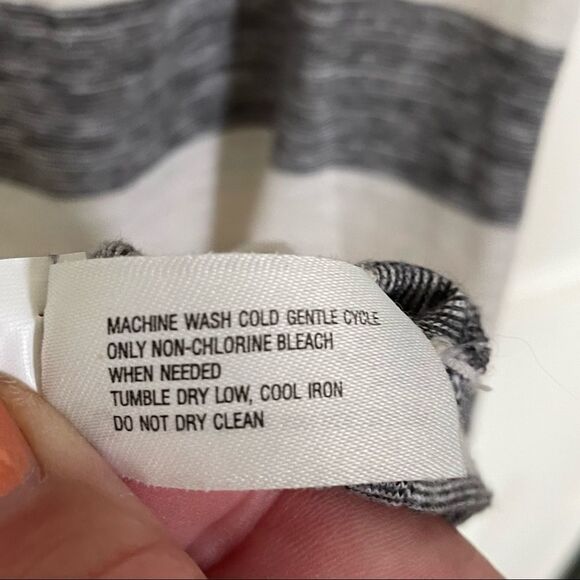 MACHINE WASH COLD GENTLE CYCLE
ONLY NON-CHLORINE BLEACH
WHEN NEEDED
TUMBLE DRY LOW, COOL IRON
DO NOT DRY CLEAN